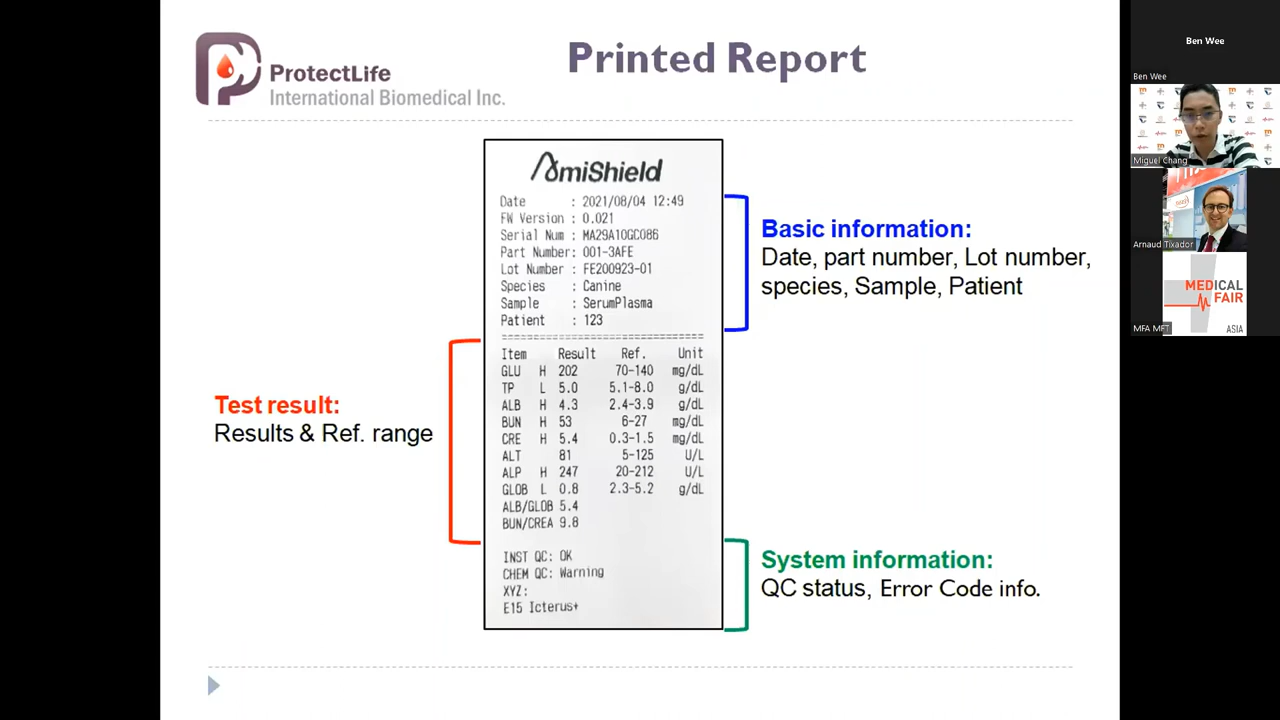 Printed Report
ProtectLife
International Biomedical Inc.
AmiShield
Date : 2021/08/04 12:49
FW Version : 0.021
Serial Num : MA29A10GC086
Part Number: 001-3AFE
Lot Number : FE200923-01
Species : Canine
Sample : SerumPlasma
Patient : 123
Item Result Ref. Unit
GLU H 202 70-140 mg/dL
TP L 5.0 5.1-8.0 g/dL
ALB H 4.3 2.4-3.9 g/dL
BUN H 53 6-27 mg/dL
CRE H 5.4 0.3-1.5 mg/dL
ALT 81 5-125 U/L
ALP H 247 20-212 U/L
GLOB L 0.8 2.3-5.2 g/dL
ALB/GLOB 5.4
BUN/CREA 9.8
INST QC: OK
CHEM QC: Warning
XYZ:
E15 Icterus+
Basic information:
Date, part number, Lot number,
species, Sample, Patient
Test result:
Results & Ref. range
System information:
QC status, Error Code info.
Ben Wee
Ben Wee
Miguel Chang
Arnaud Tixador
MEDICAL
FAIR
ASIA
MFA MFT